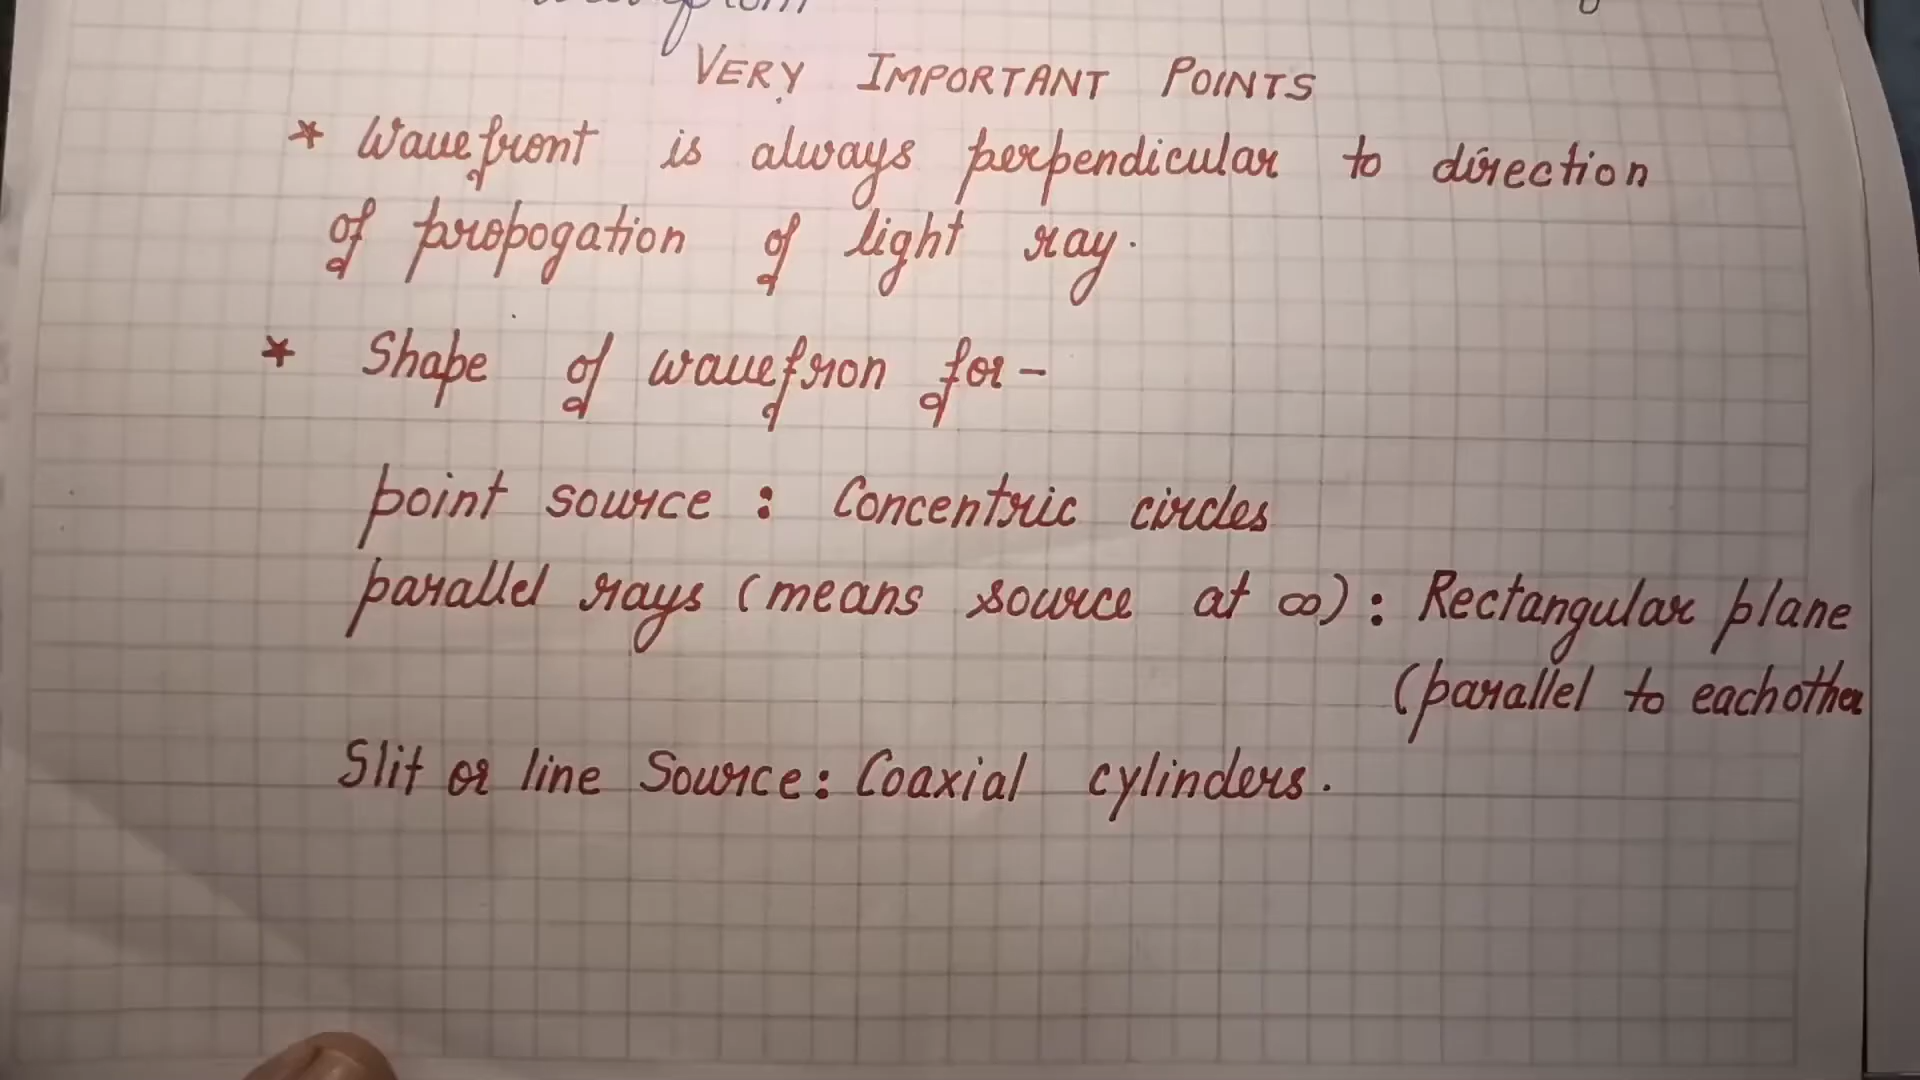 VERY IMPORTANT POINTS
* Wavefront is always perpendicular to direction
of propogation of light ray.
* Shape of wavefron for-
point source : Concentric circles
parallel rays (means source at ∞) : Rectangular plane
(parallel to eachother
Slit or line Source: Coaxial cylinders.